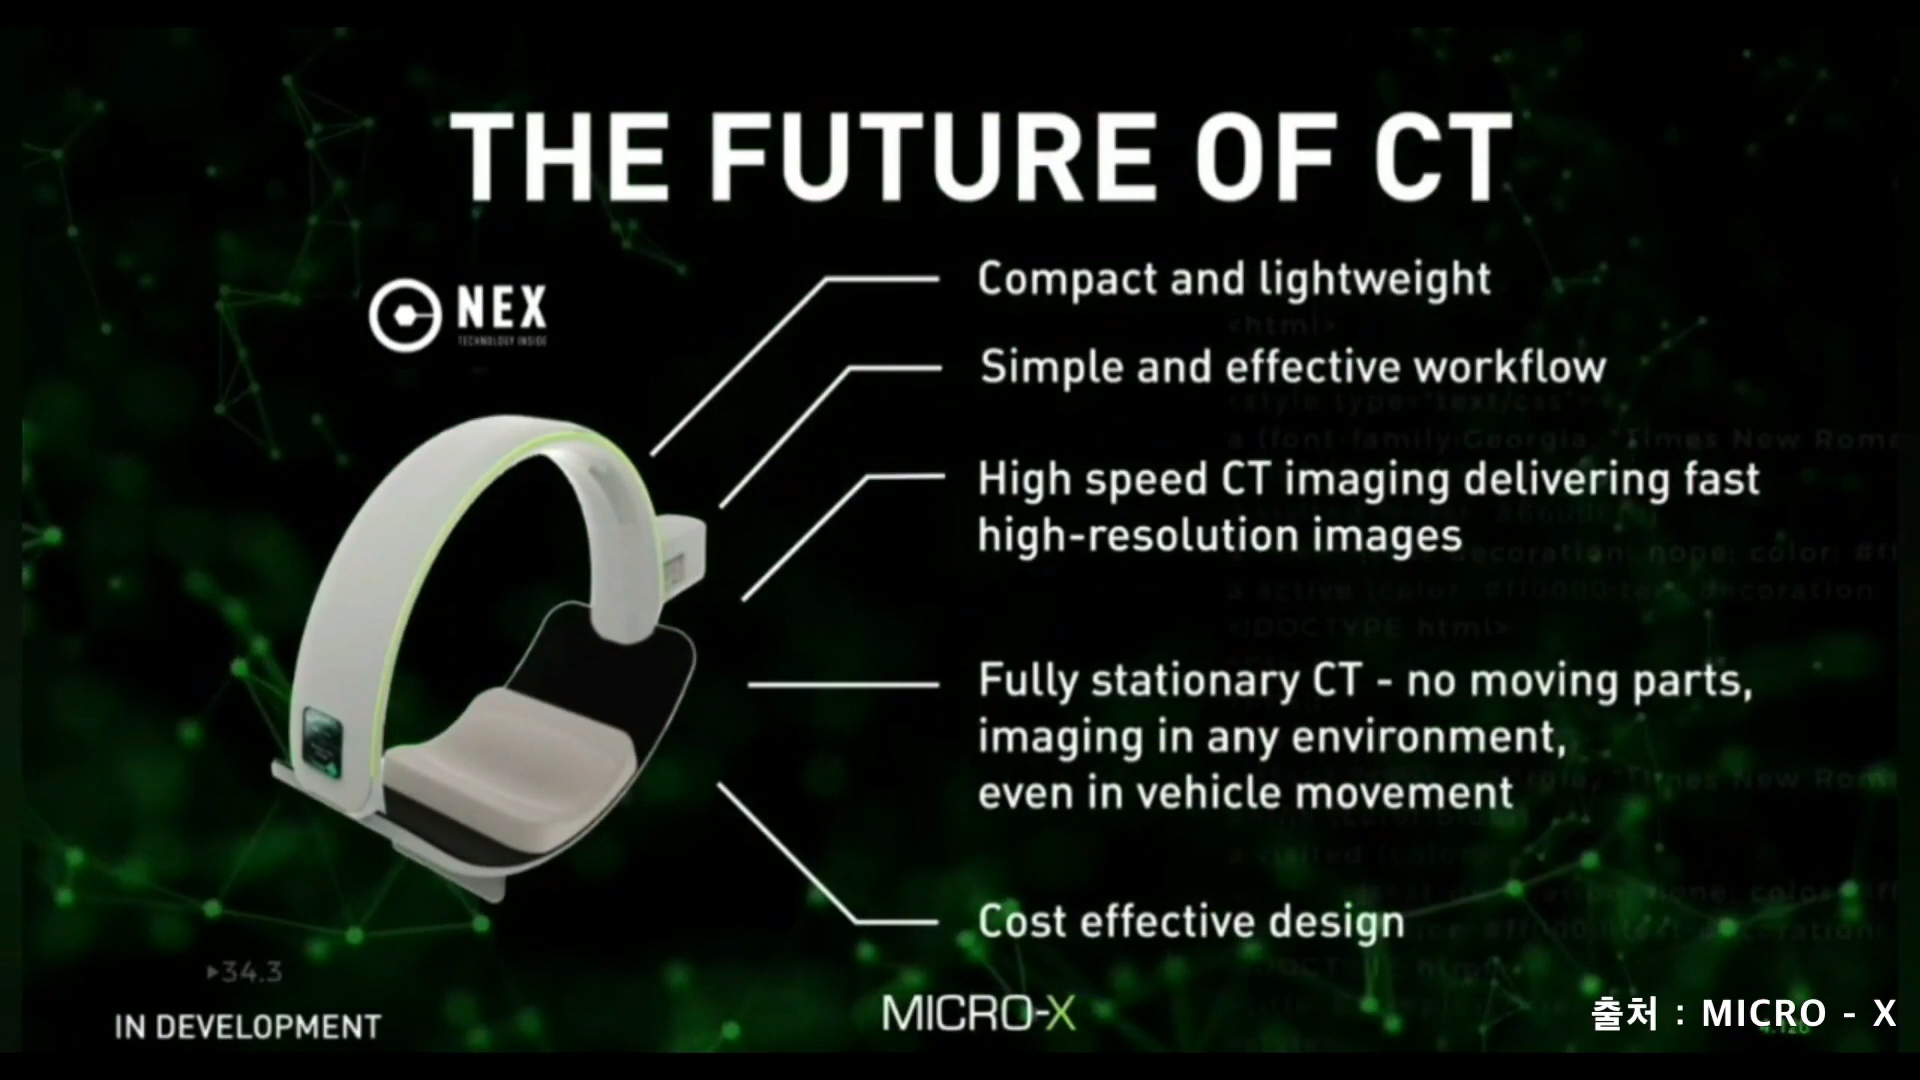 THE FUTURE OF CT
NEX
TECHNOLOGY INSIDE
Compact and lightweight
Simple and effective workflow
High speed CT imaging delivering fast
high-resolution images
Fully stationary CT - no moving parts,
imaging in any environment,
even in vehicle movement
Cost effective design
34.3
IN DEVELOPMENT
MICRO-X
출처 : MICRO - X